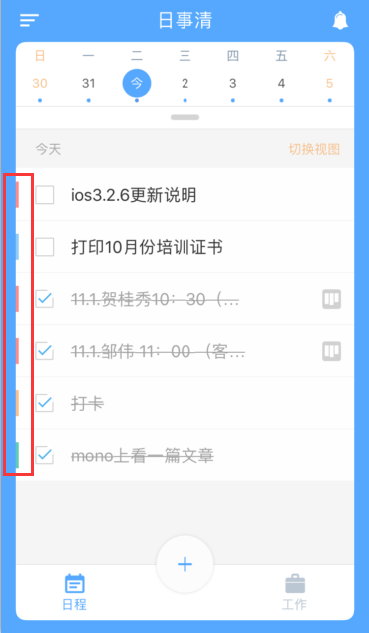 日事清
日 一 二 三 四 五 六
30 31 今 2 3 4 5
今天 切换视图
ios3.2.6更新说明
打印10月份培训证书
11.1.贺桂秀10：30（...
11.1.邹伟 11：00 （客...
打卡
mono上看一篇文章
日程 工作